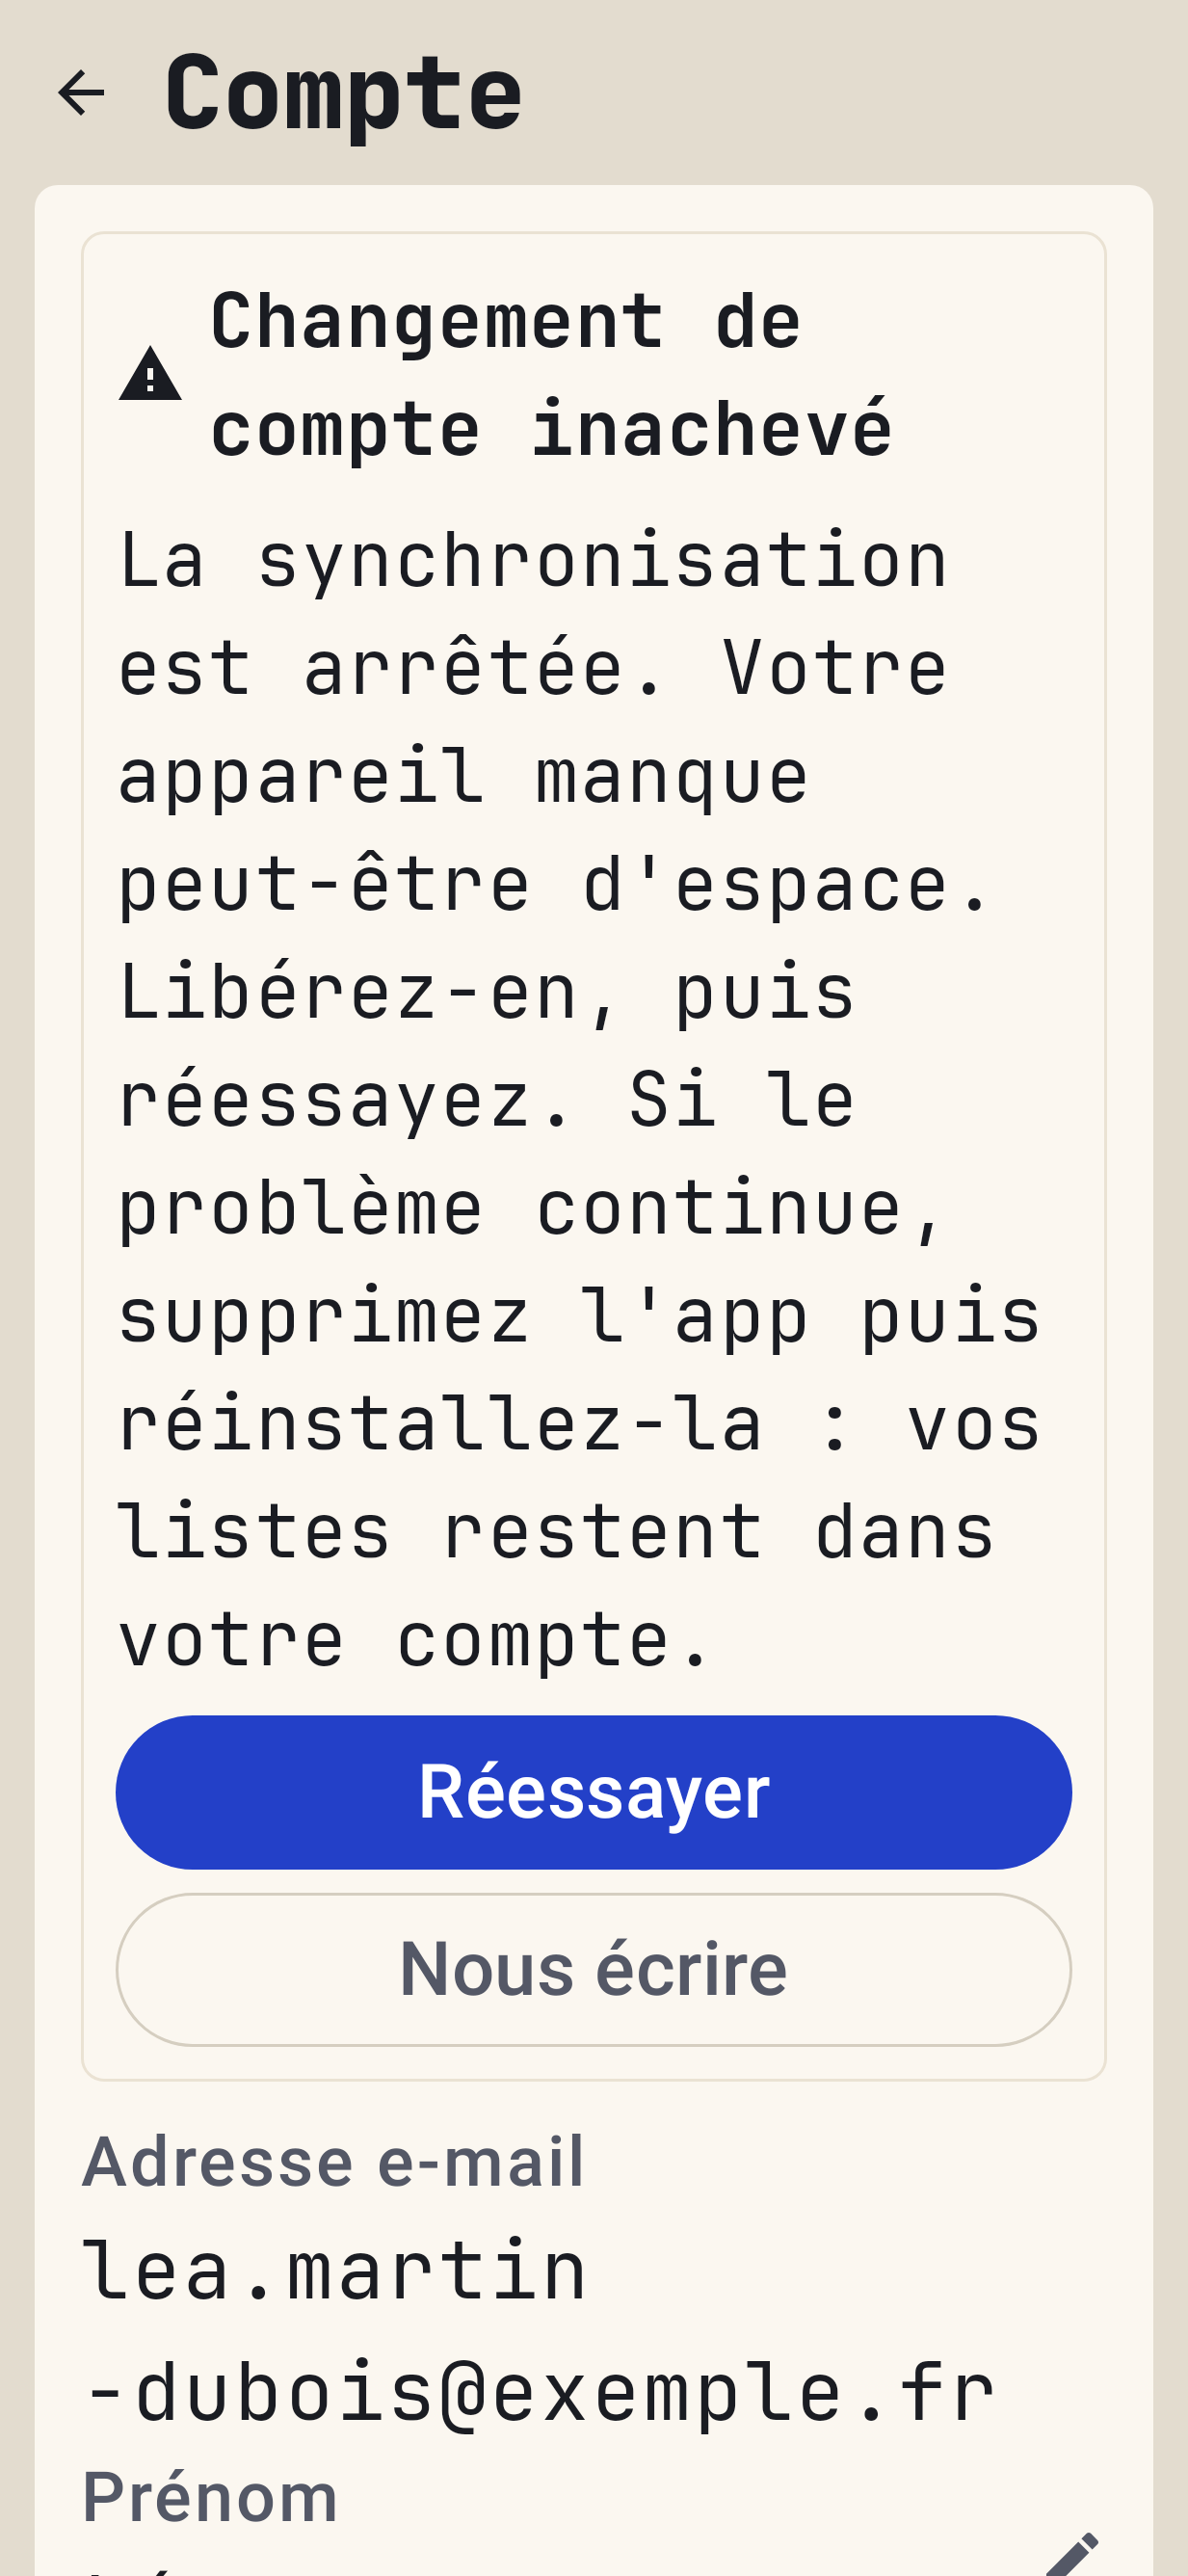 Compte
Changement de
compte inachevé
La synchronisation
est arrêtée. Votre
appareil manque
peut-être d'espace.
Libérez-en, puis
réessayez. Si le
problème continue,
supprimez l'app puis
réinstallez-la : vos
listes restent dans
votre compte.
Réessayer
Nous écrire
Adresse e-mail
lea.martin
-dubois@exemple.fr
Prénom